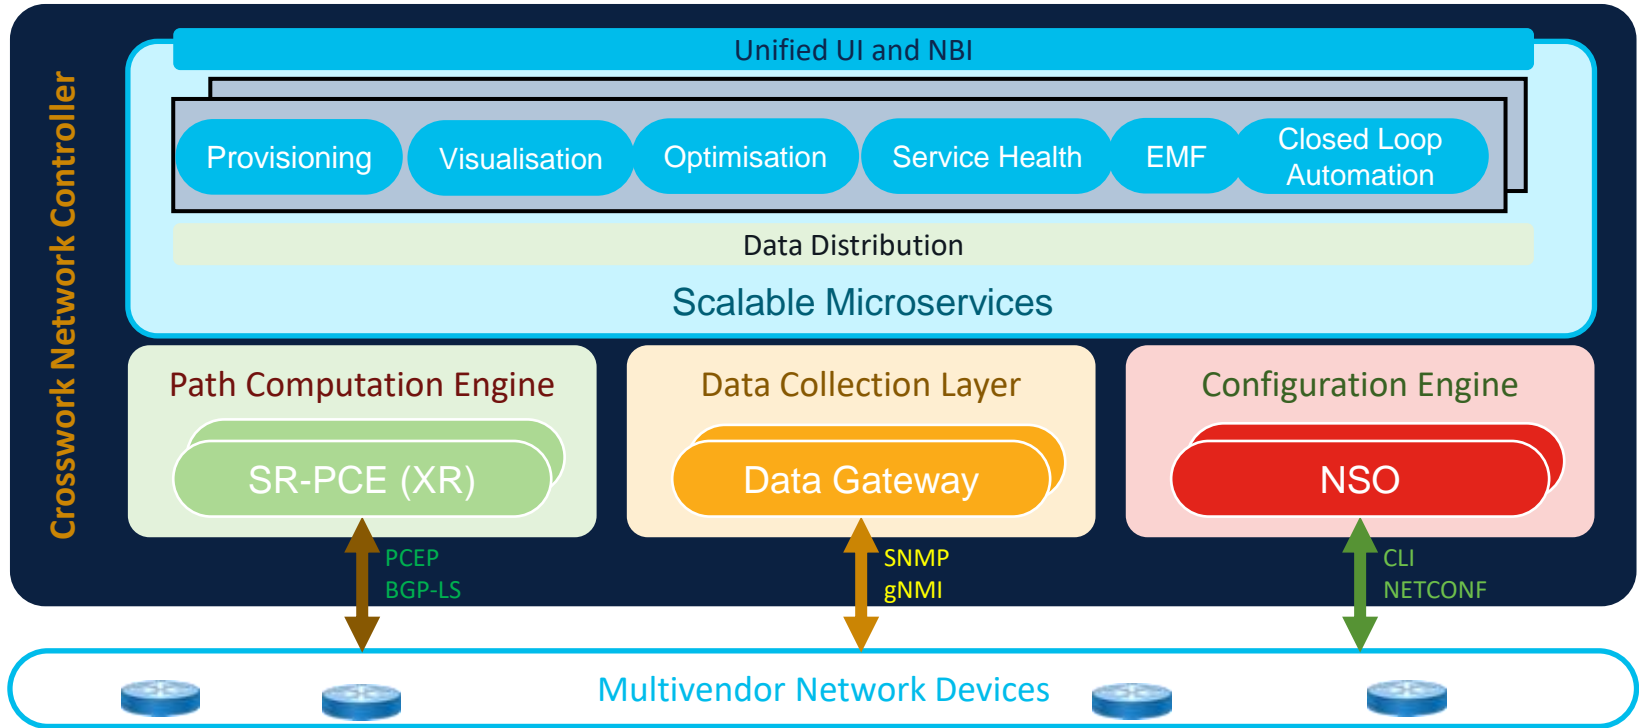 Crosswork Network Controller
Unified UI and NBI
Provisioning
Visualisation
Optimisation
Service Health
EMF
Closed Loop
Automation
Data Distribution
Scalable Microservices
Path Computation Engine
SR-PCE (XR)
PCEP
BGP-LS
Data Collection Layer
Data Gateway
SNMP
gNMI
Configuration Engine
NSO
CLI
NETCONF
Multivendor Network Devices